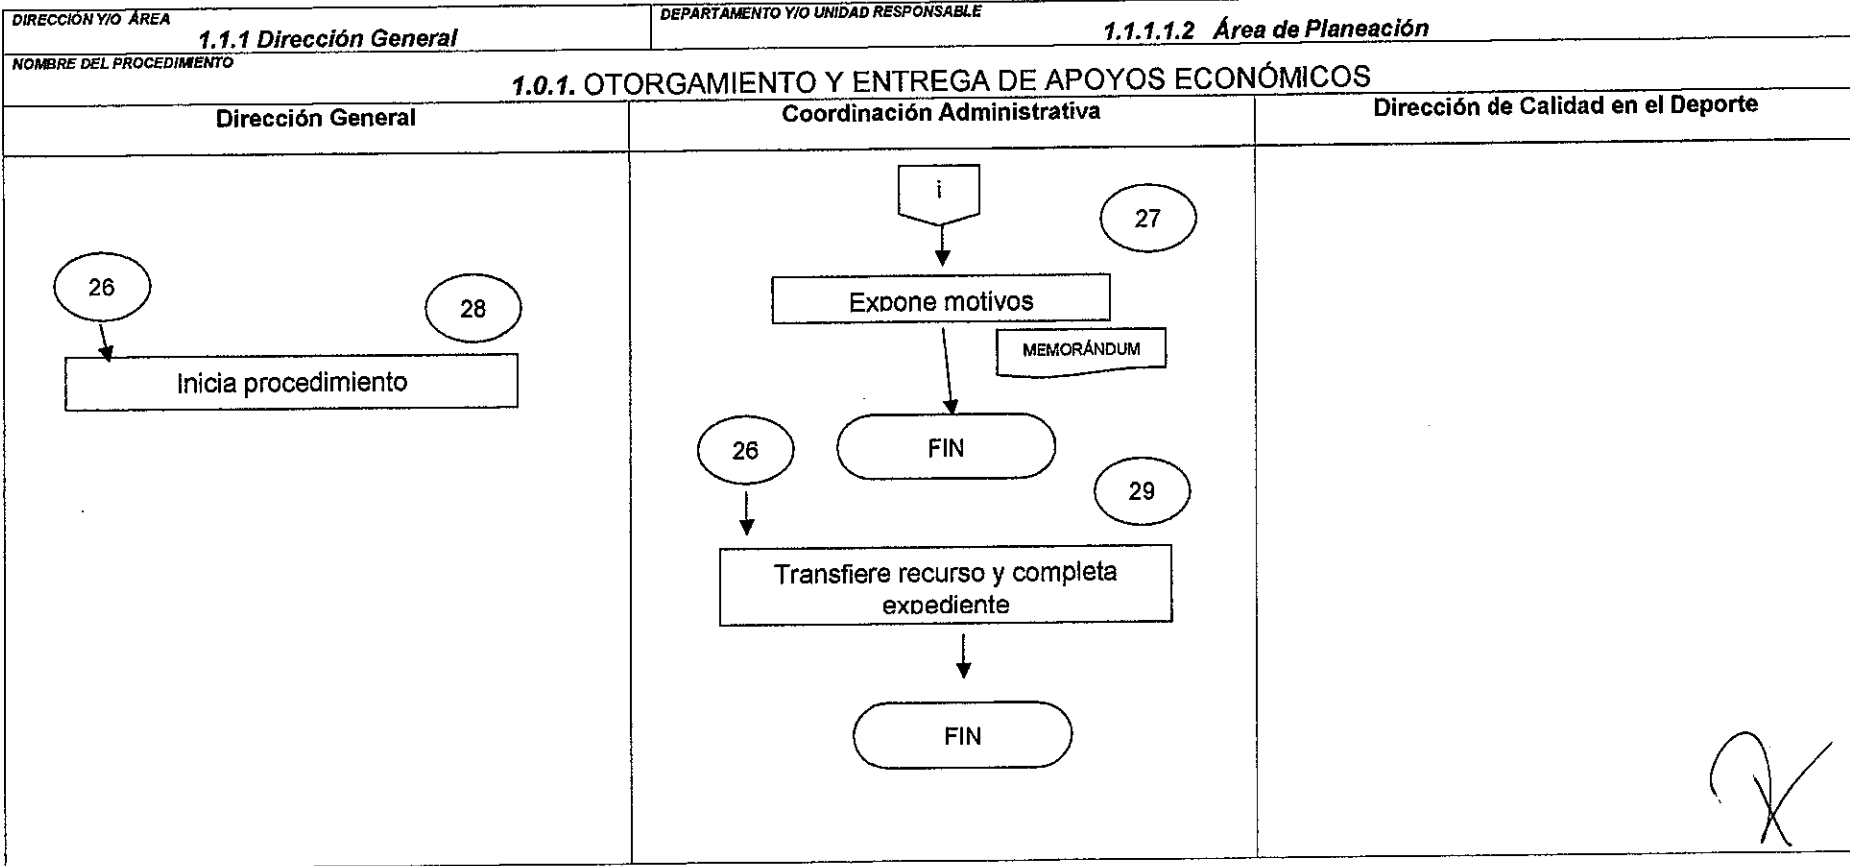 DIRECCIÓN Y/O ÁREA
1.1.1 Dirección General
DEPARTAMENTO Y/O UNIDAD RESPONSABLE
1.1.1.1.2 Área de Planeación
NOMBRE DEL PROCEDIMIENTO
1.0.1. OTORGAMIENTO Y ENTREGA DE APOYOS ECONÓMICOS
Dirección General
Coordinación Administrativa
Dirección de Calidad en el Deporte
26
28
Inicia procedimiento
i
27
Expone motivos
MEMORÁNDUM
FIN
26
29
Transfiere recurso y completa
expediente
FIN